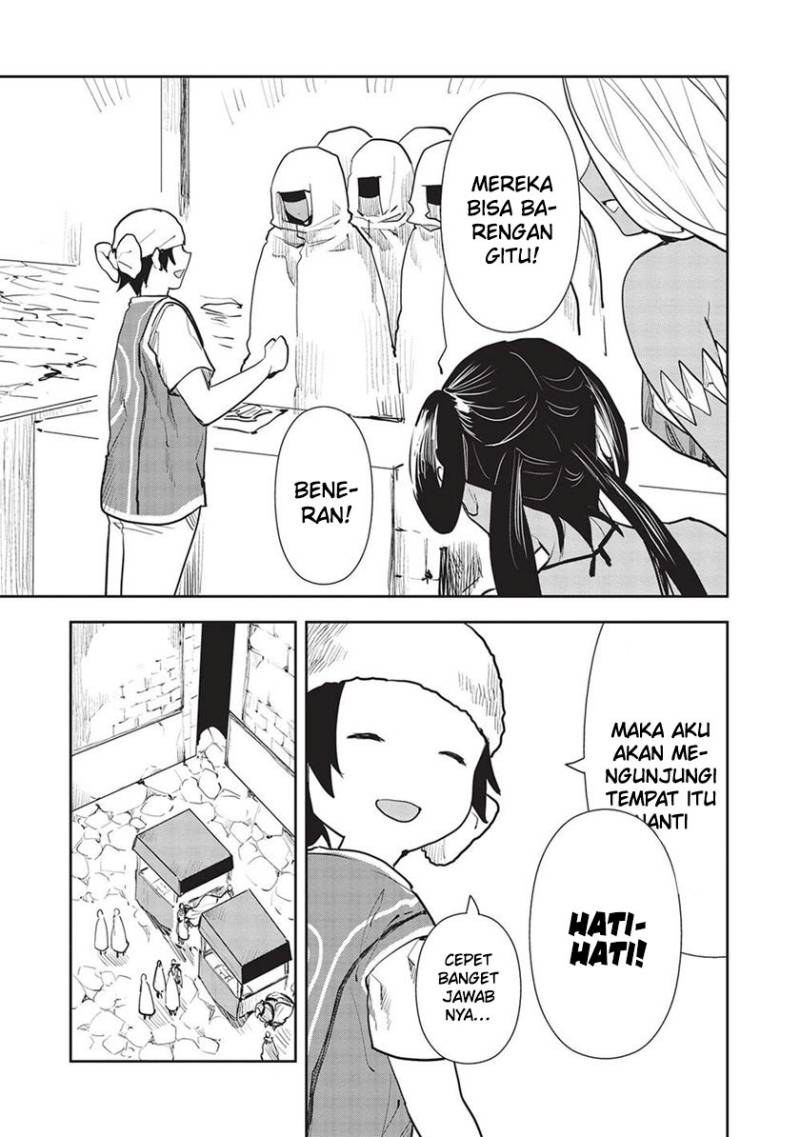 MEREKA
BISA BA-
RENGAN
GITU!
BENE-
RAN!
MAKA AKU
AKAN ME-
NGUNJUNGI
TEMPAT ITU
NANTI
HATI-
HATI!
CEPET
BANGET
JAWAB
NYA...